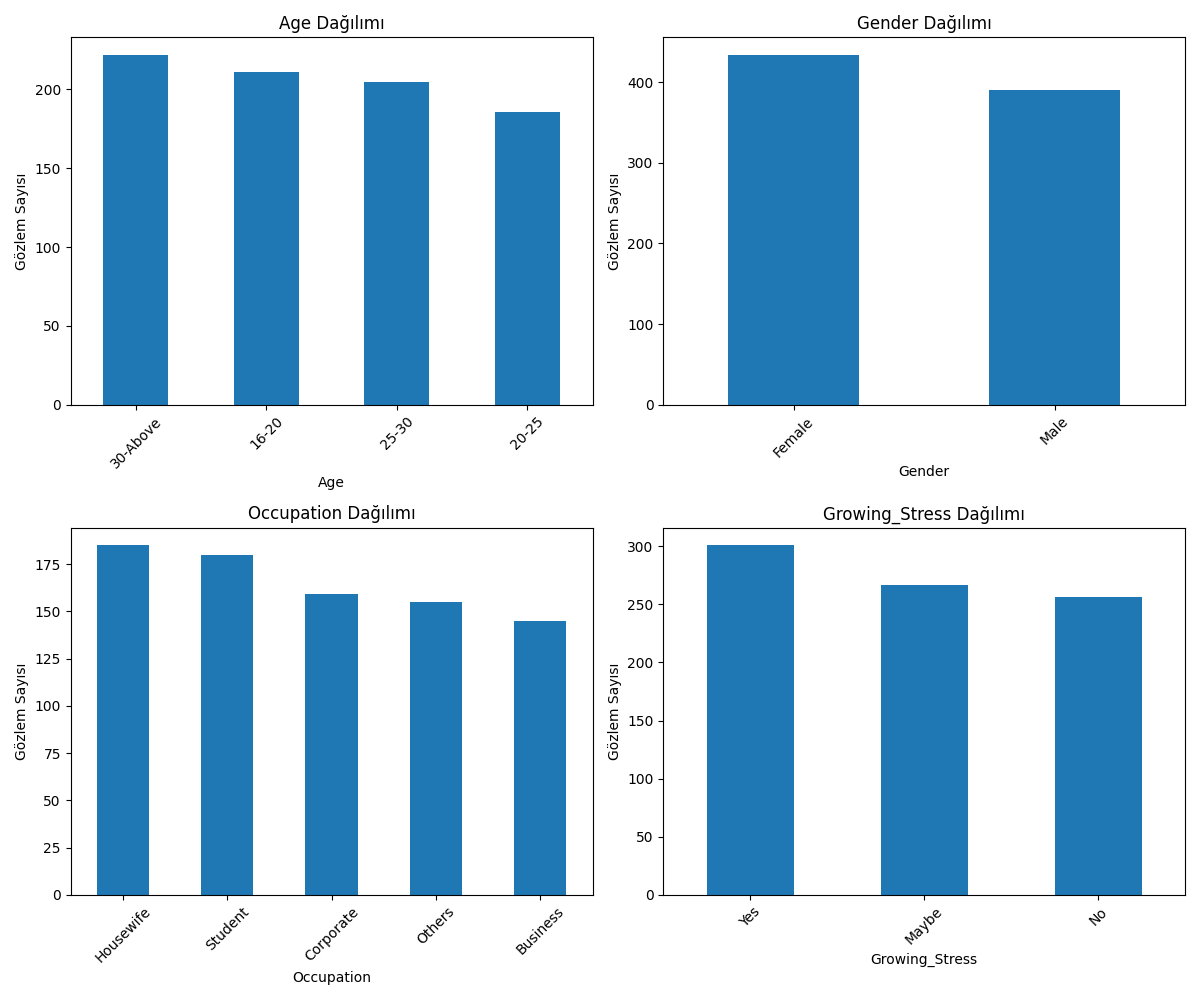 Age Dağılımı
Gözlem Sayısı
200
150
100
50
0
30-Above
16-20
25-30
20-25
Age
Gender Dağılımı
Gözlem Sayısı
400
300
200
100
0
Female
Male
Gender
Occupation Dağılımı
Gözlem Sayısı
175
150
125
100
75
50
25
0
Housewife
Student
Corporate
Others
Business
Occupation
Growing_Stress Dağılımı
Gözlem Sayısı
300
250
200
150
100
50
0
Yes
Maybe
No
Growing_Stress